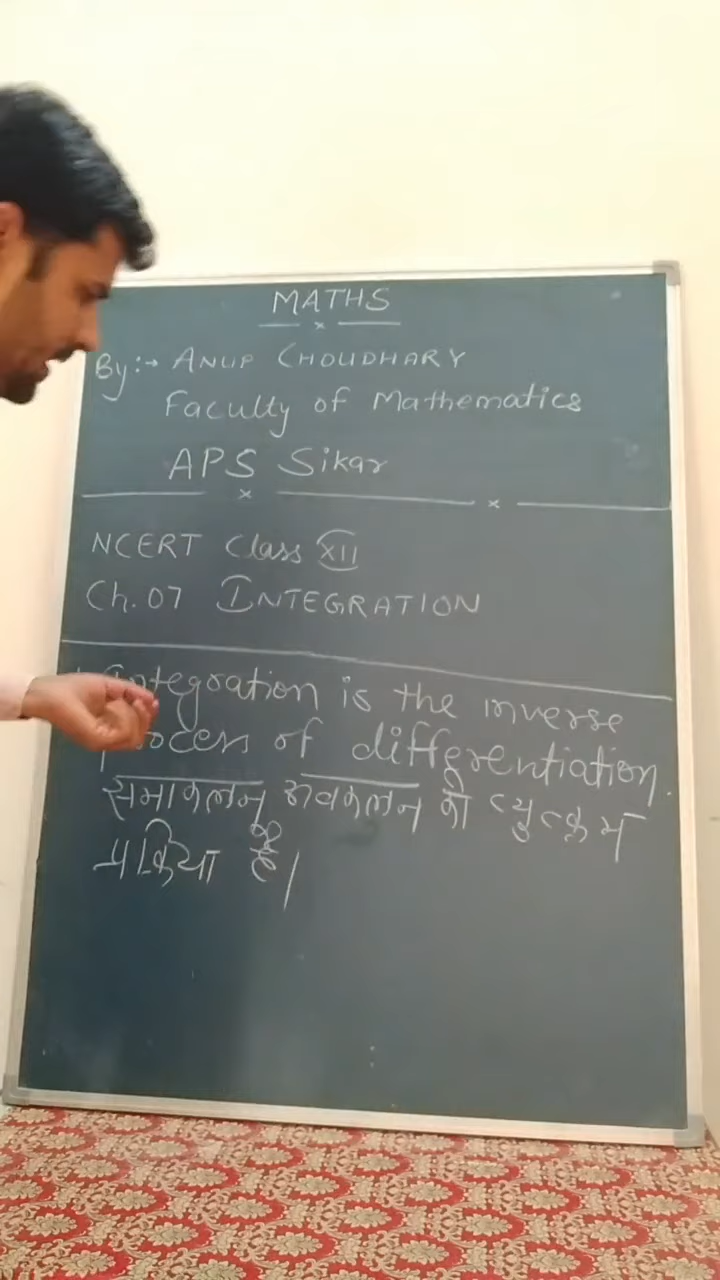 MATHS
By:→ ANUP CHOUDHARY
Faculty of Mathematics
APS Sikar
NCERT Class XII
Ch. 07 INTEGRATION
Integration is the inverse
process of differentiation.
समाकलन अवकलन की व्युत्क्रम
प्रक्रिया है।